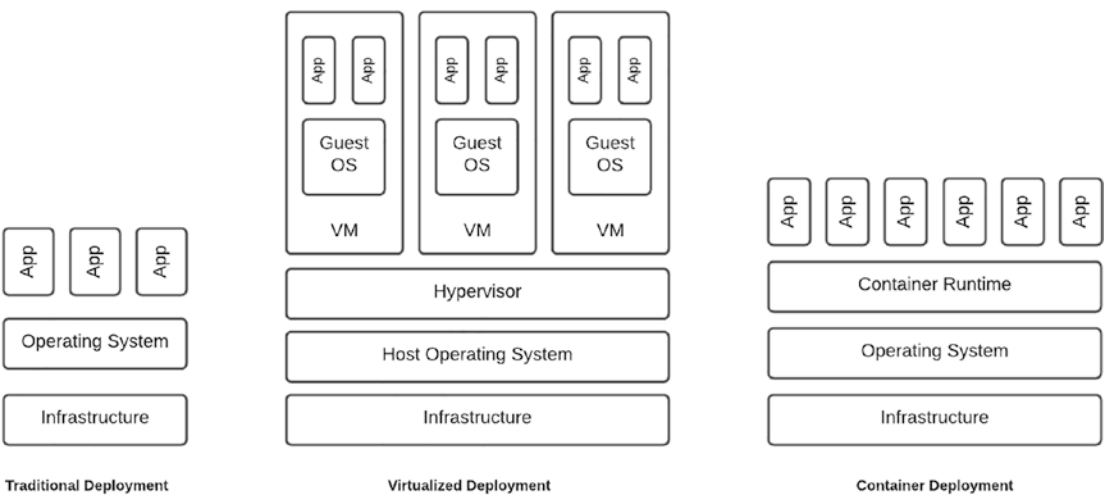 App
App
App
Operating System
Infrastructure
Traditional Deployment
App
App
Guest
OS
VM
App
App
Guest
OS
VM
App
App
Guest
OS
VM
Hypervisor
Host Operating System
Infrastructure
Virtualized Deployment
App
App
App
App
App
App
Container Runtime
Operating System
Infrastructure
Container Deployment